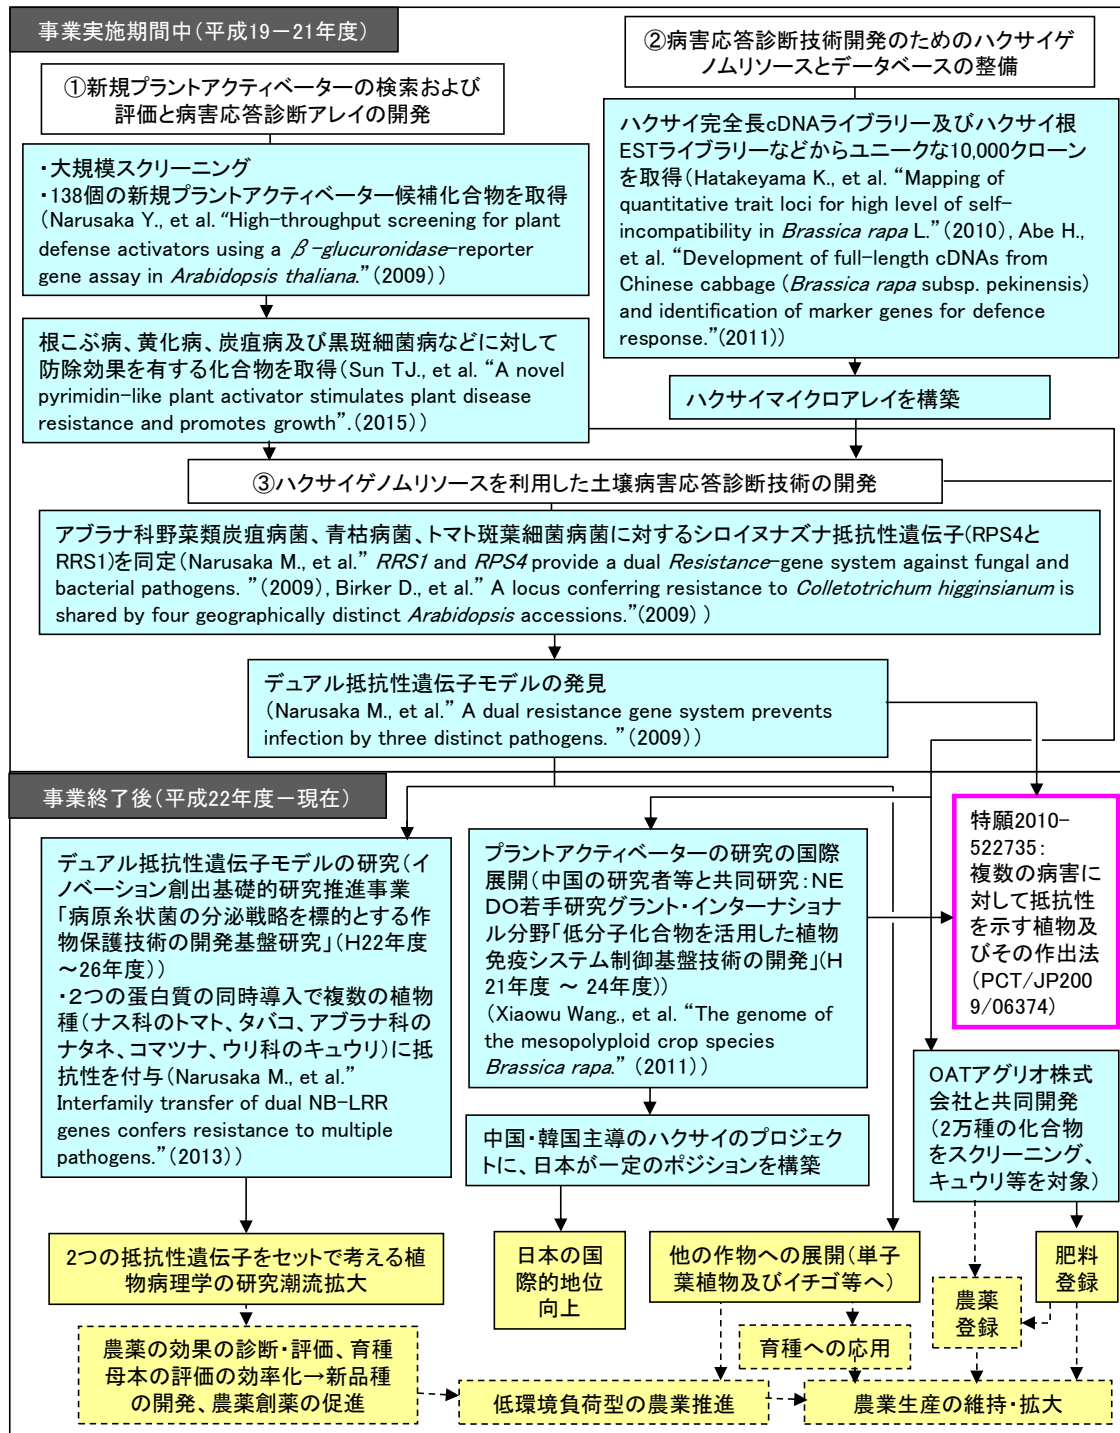 事業実施期間中(平成19－21年度)
①新規プラントアクティベーターの検索および
評価と病害応答診断アレイの開発
・大規模スクリーニング
・138個の新規プラントアクティベーター候補化合物を取得
(Narusaka Y., et al. “High-throughput screening for plant
defense activators using a β-glucuronidase-reporter
gene assay in Arabidopsis thaliana.”(2009))
根こぶ病、黄化病、炭疽病及び黒斑細菌病などに対して
防除効果を有する化合物を取得(Sun TJ., et al. “A novel
pyrimidin-like plant activator stimulates plant disease
resistance and promotes growth”.(2015))
②病害応答診断技術開発のためのハクサイゲ
ノムリソースとデータベースの整備
ハクサイ完全長cDNAライブラリー及びハクサイ根
ESTライブラリーなどからユニークな10,000クローン
を取得(Hatakeyama K., et al. “Mapping of
quantitative trait loci for high level of self-
incompatibility in Brassica rapa L.”(2010), Abe H.,
et al. “Development of full-length cDNAs from
Chinese cabbage (Brassica rapa subsp. pekinensis)
and identification of marker genes for defence
response.”(2011))
ハクサイマイクロアレイを構築
③ハクサイゲノムリソースを利用した土壌病害応答診断技術の開発
アブラナ科野菜類炭疽病菌、青枯病菌、トマト斑葉細菌病菌に対するシロイヌナズナ抵抗性遺伝子(RPS4と
RRS1)を同定(Narusaka M., et al.” RRS1 and RPS4 provide a dual Resistance-gene system against fungal and
bacterial pathogens. ”(2009), Birker D., et al.” A locus conferring resistance to Colletotrichum higginsianum is
shared by four geographically distinct Arabidopsis accessions.”(2009) )
デュアル抵抗性遺伝子モデルの発見
(Narusaka M., et al.” A dual resistance gene system prevents
infection by three distinct pathogens. ”(2009))
事業終了後(平成22年度－現在)
デュアル抵抗性遺伝子モデルの研究(イ
ノベーション創出基礎的研究推進事業
「病原糸状菌の分泌戦略を標的とする作
物保護技術の開発基盤研究」(H22年度
～26年度))
・2つの蛋白質の同時導入で複数の植物
種(ナス科のトマト、タバコ、アブラナ科の
ナタネ、コマツナ、ウリ科のキュウリ)に抵
抗性を付与(Narusaka M., et al.”
Interfamily transfer of dual NB-LRR
genes confers resistance to multiple
pathogens.”(2013))
プラントアクティベーターの研究の国際
展開(中国の研究者等と共同研究：NE
DO若手研究グラント・インターナショナ
ル分野「低分子化合物を活用した植物
免疫システム制御基盤技術の開発」(H
21年度 ～ 24年度))
(Xiaowu Wang., et al. “The genome of
the mesopolyploid crop species
Brassica rapa.” (2011))
特願2010-
522735：
複数の病害に
対して抵抗性
を示す植物及
びその作出法
(PCT/JP200
9/06374)
中国・韓国主導のハクサイのプロジェク
トに、日本が一定のポジションを構築
OATアグリオ株式
会社と共同開発
(2万種の化合物
をスクリーニング、
キュウリ等を対象)
2つの抵抗性遺伝子をセットで考える植
物病理学の研究潮流拡大
日本の国
際的地位
向上
他の作物への展開(単子
葉植物及びイチゴ等へ)
肥料
登録
農薬
登録
育種への応用
農薬の効果の診断・評価、育種
母本の評価の効率化→新品種
の開発、農薬創薬の促進
低環境負荷型の農業推進
農業生産の維持・拡大